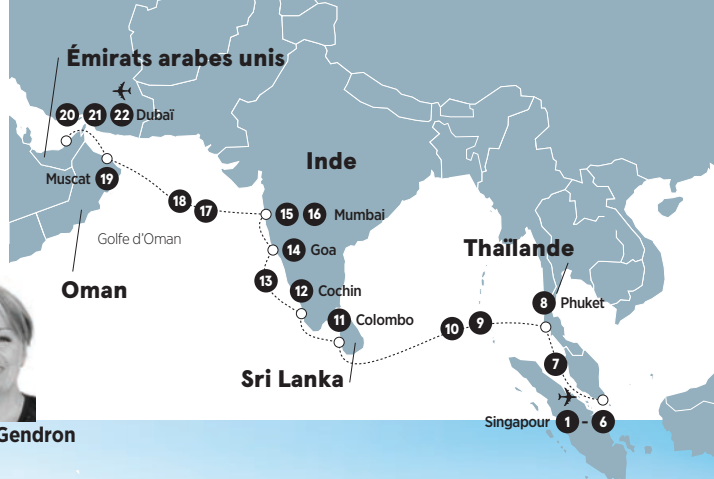 Émirats arabes unis
20 21 22 Dubaï
Muscat 19
18
17
Golfe d'Oman
Oman
Inde
15 16 Mumbai
14 Goa
13
12 Cochin
11 Colombo
Sri Lanka
10
9
Thaïlande
8 Phuket
7
Singapour 1 - 6
Gendron